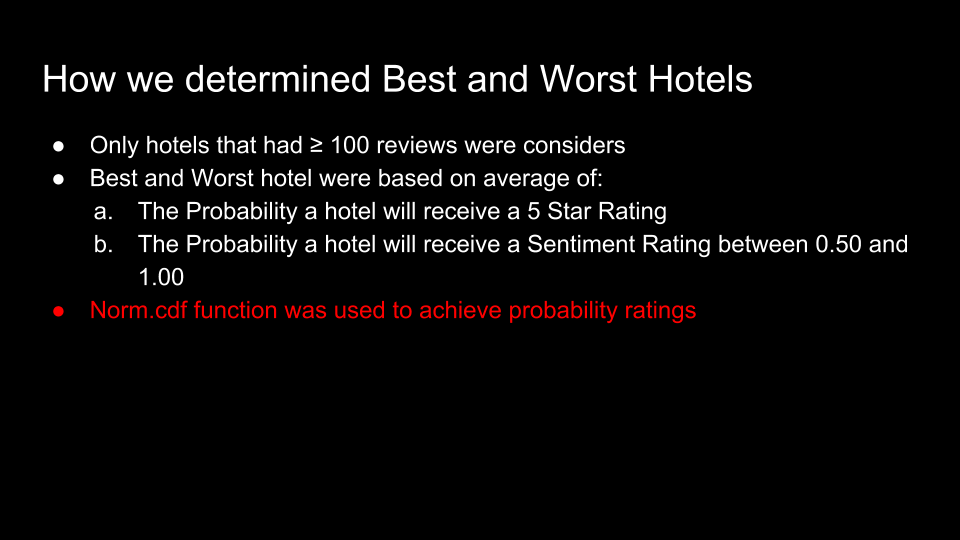 How we determined Best and Worst Hotels
● Only hotels that had ≥ 100 reviews were considers
● Best and Worst hotel were based on average of:
a. The Probability a hotel will receive a 5 Star Rating
b. The Probability a hotel will receive a Sentiment Rating between 0.50 and
1.00
● Norm.cdf function was used to achieve probability ratings